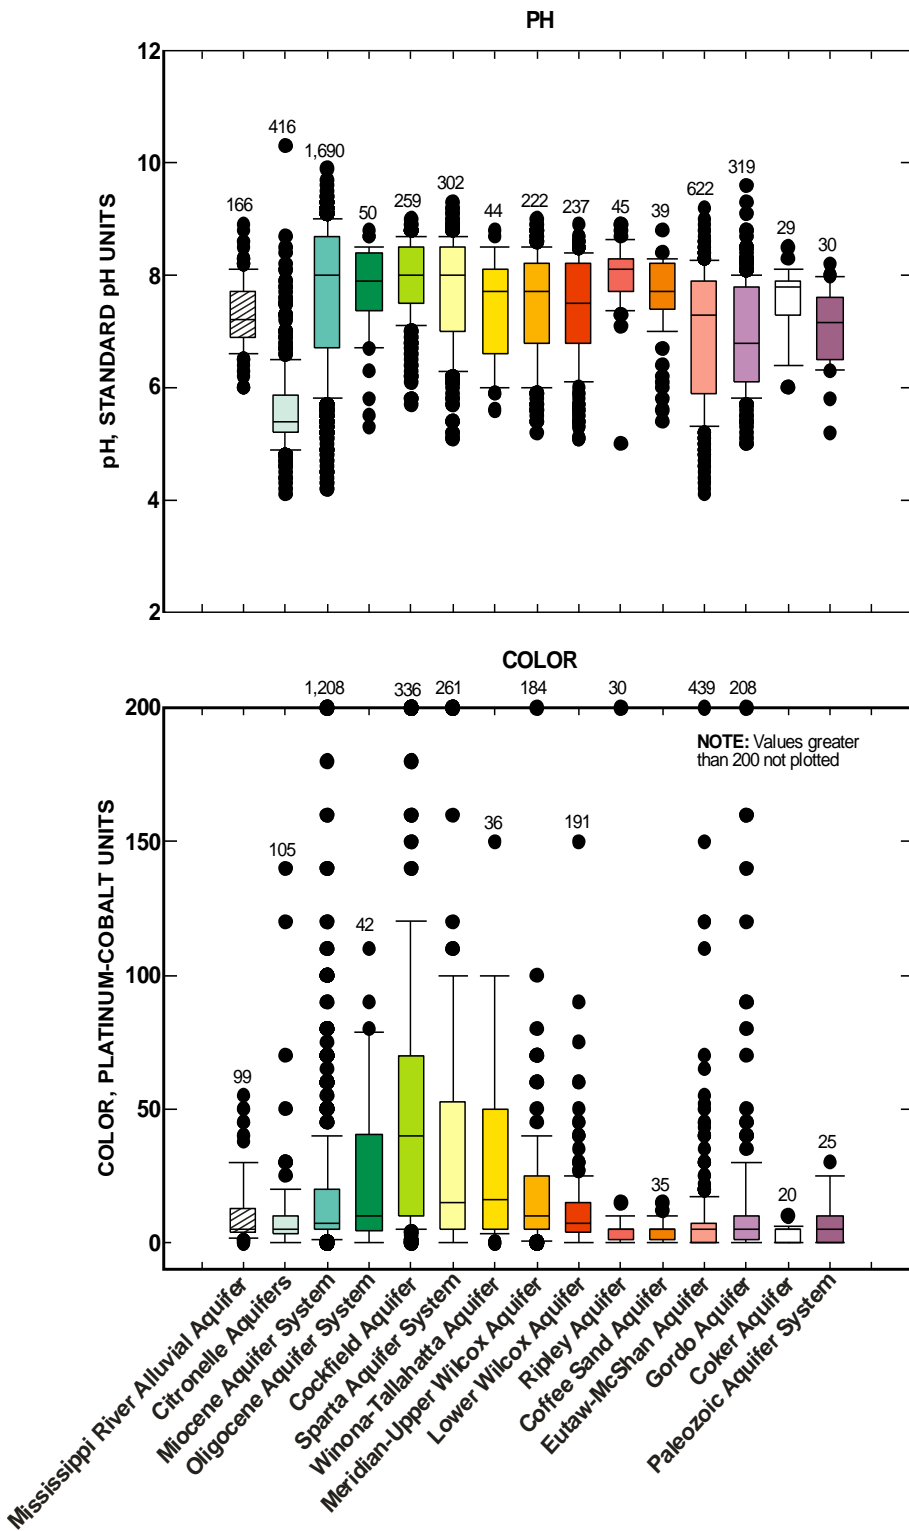 PH
pH, STANDARD pH UNITS
12
10
8
6
4
2
166
416
1,690
50
259
302
44
222
237
45
39
622
319
29
30
COLOR
COLOR, PLATINUM-COBALT UNITS
200
150
100
50
0
99
105
1,208
42
336
261
36
184
191
30
35
439
208
20
25
NOTE: Values greater
than 200 not plotted
Mississippi River Alluvial Aquifer
Citronelle Aquifers
Miocene Aquifer System
Oligocene Aquifer System
Cockfield Aquifer
Sparta Aquifer System
Winona-Tallahatta Aquifer
Meridian-Upper Wilcox Aquifer
Lower Wilcox Aquifer
Ripley Aquifer
Coffee Sand Aquifer
Eutaw-McShan Aquifer
Gordo Aquifer
Coker Aquifer
Paleozoic Aquifer System